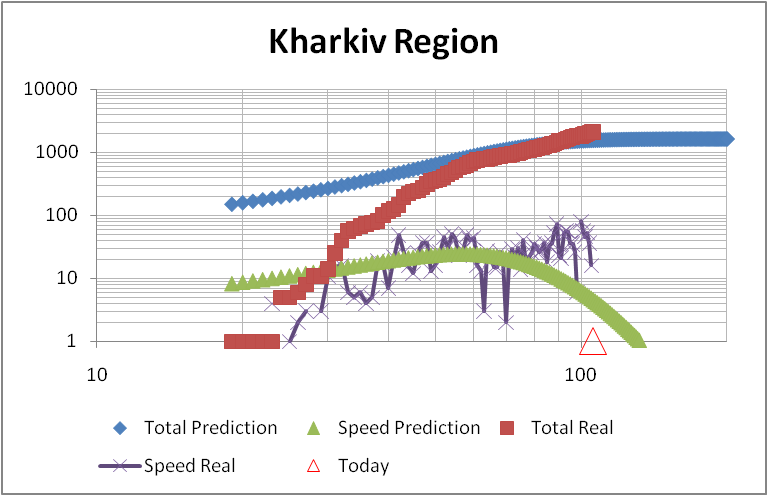 Kharkiv Region
10000
1000
100
10
1
10 100
Total Prediction Speed Prediction Total Real
Speed Real Today